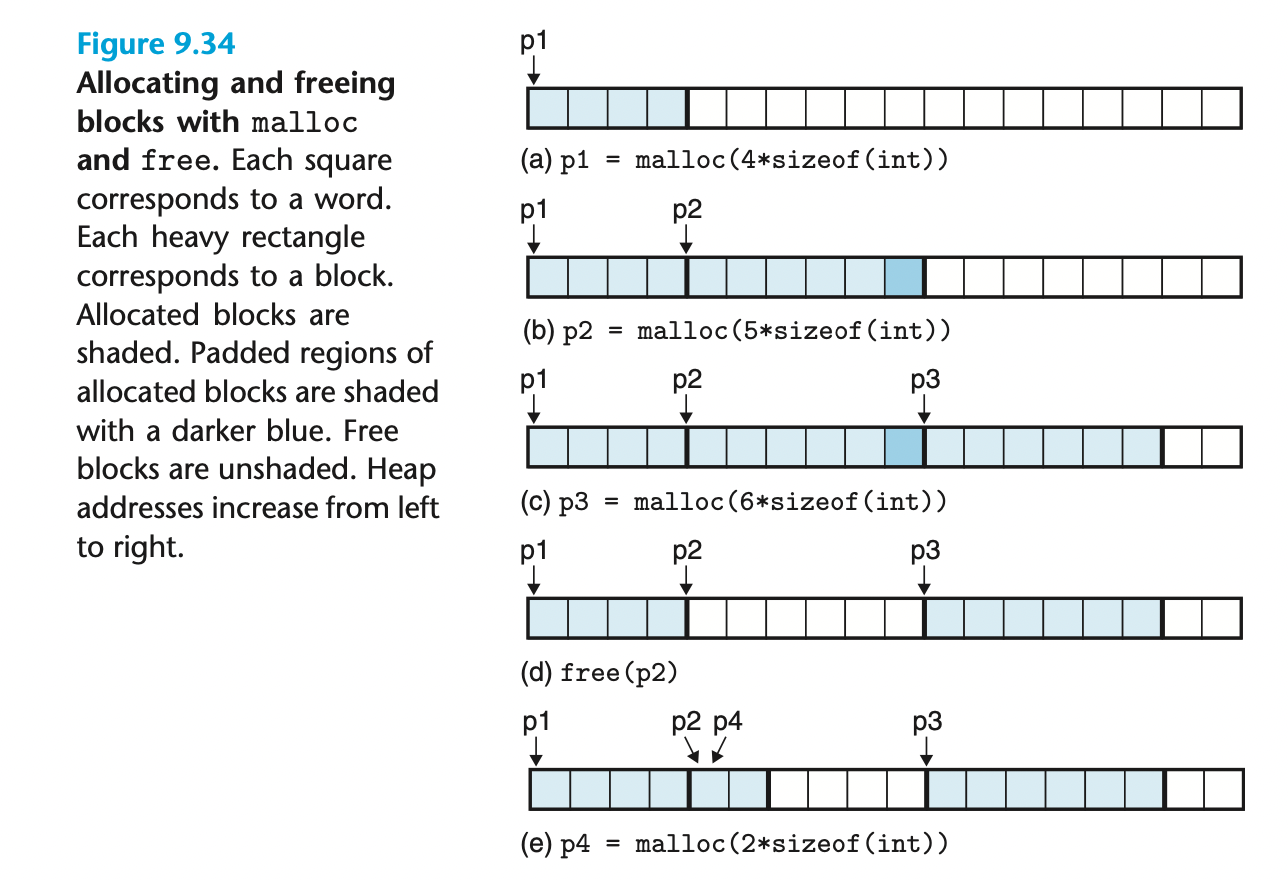 Figure 9.34
Allocating and freeing
blocks with malloc
and free. Each square
corresponds to a word.
Each heavy rectangle
corresponds to a block.
Allocated blocks are
shaded. Padded regions of
allocated blocks are shaded
with a darker blue. Free
blocks are unshaded. Heap
addresses increase from left
to right.
p1
(a) p1 = malloc(4*sizeof(int))
p1 p2
(b) p2 = malloc(5*sizeof(int))
p1 p2 p3
(c) p3 = malloc(6*sizeof(int))
p1 p2 p3
(d) free(p2)
p1 p2 p4 p3
(e) p4 = malloc(2*sizeof(int))